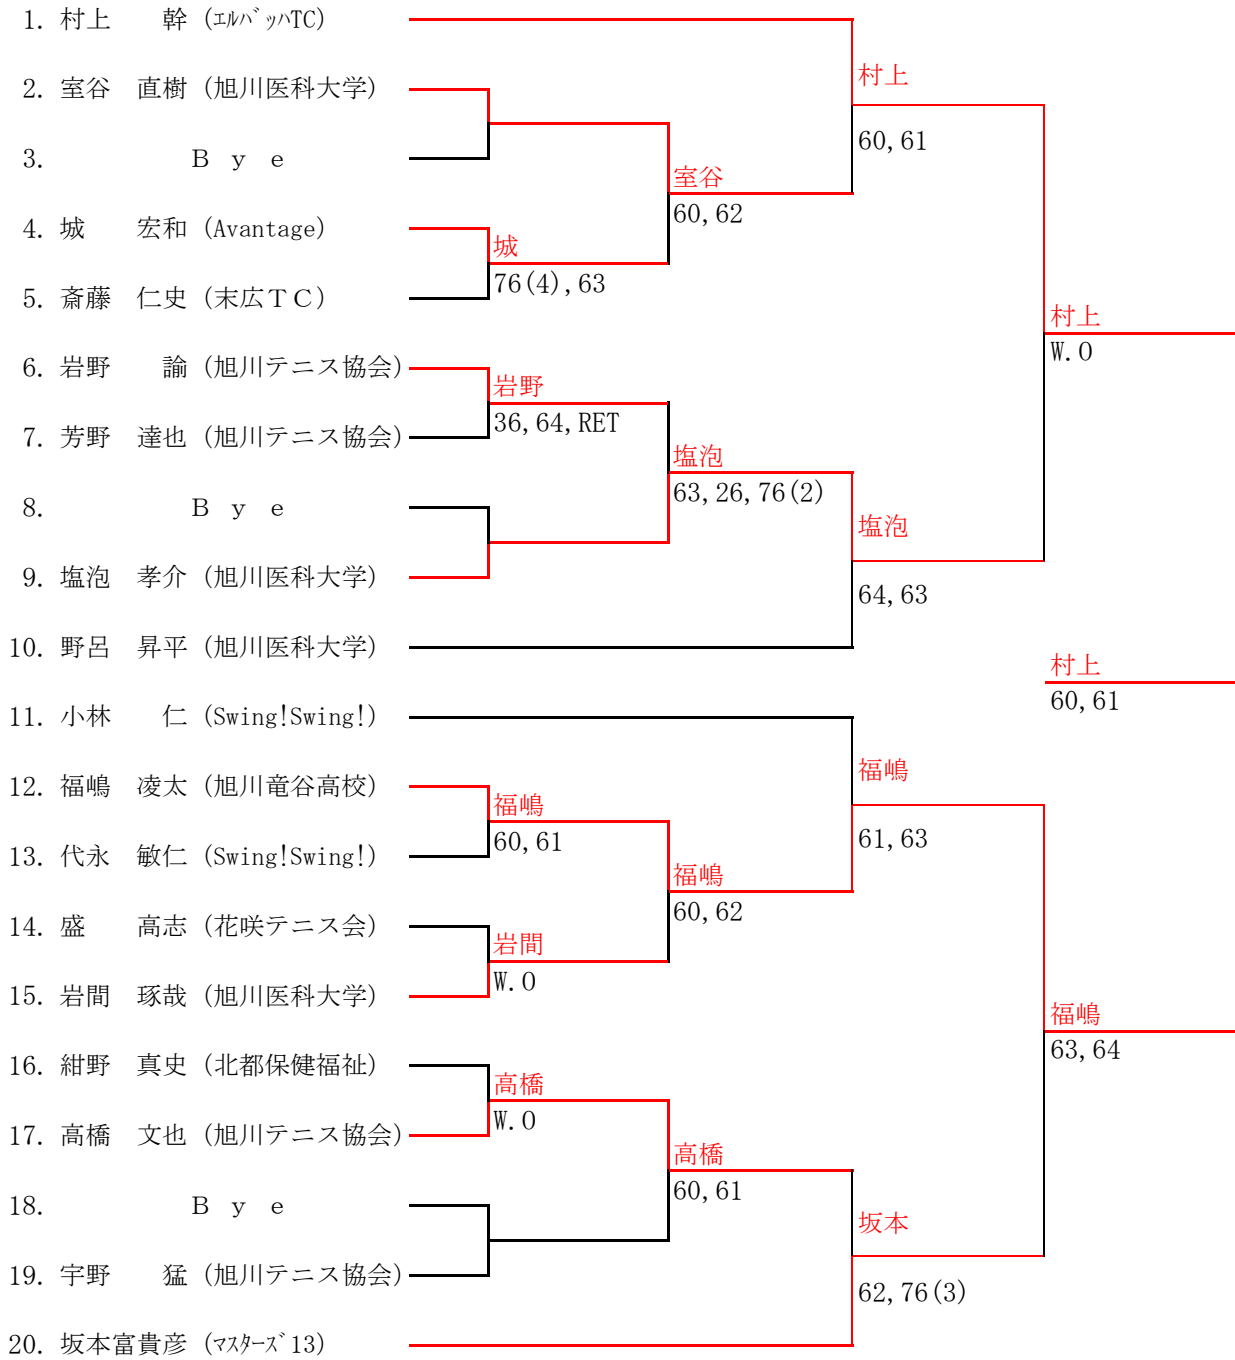 1. 村上　　幹 (ｴﾙﾊﾞｯﾊTC)
村上
2. 室谷　直樹 (旭川医科大学)
60,61
3. Ｂ ｙ ｅ
室谷
60,62
4. 城　　宏和 (Avantage)
城
76(4),63
5. 斎藤　仁史 (末広ＴＣ)
村上
W.O
6. 岩野　　諭 (旭川テニス協会)
岩野
36,64,RET
7. 芳野　達也 (旭川テニス協会)
塩泡
63,26,76(2)
8. Ｂ ｙ ｅ
塩泡
9. 塩泡　孝介 (旭川医科大学)
64,63
10. 野呂　昇平 (旭川医科大学)
村上
60,61
11. 小林　　仁 (Swing!Swing!)
福嶋
12. 福嶋　凌太 (旭川竜谷高校)
福嶋
60,61
61,63
13. 代永　敏仁 (Swing!Swing!)
福嶋
60,62
14. 盛　　高志 (花咲テニス会)
岩間
W.O
15. 岩間　琢哉 (旭川医科大学)
福嶋
63,64
16. 紺野　真史 (北都保健福祉)
高橋
W.O
17. 高橋　文也 (旭川テニス協会)
高橋
60,61
18. Ｂ ｙ ｅ
坂本
19. 宇野　　猛 (旭川テニス協会)
62,76(3)
20. 坂本富貴彦 (ﾏｽﾀｰｽﾞ13)